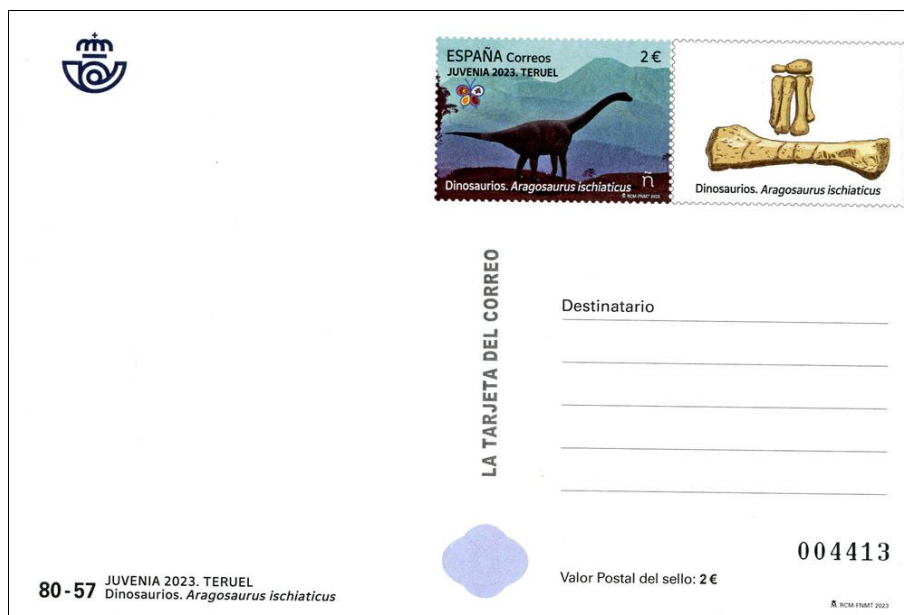 ESPAÑA Correos 2 €
JUVENIA 2023. TERUEL
Dinosaurios. Aragosaurus ischiaticus ñ
RCM-FNMT 2023
Dinosaurios. Aragosaurus ischiaticus
LA TARJETA DEL CORREO
Destinatario
004413
Valor Postal del sello: 2 €
80-57 JUVENIA 2023. TERUEL
Dinosaurios. Aragosaurus ischiaticus
RCM-FNMT 2023